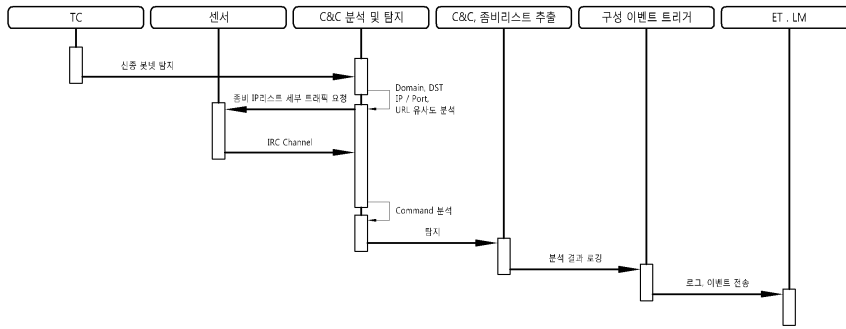 TC
센서
C&C 분석 및 탐지
C&C, 좀비리스트 추출
구성 이벤트 트리거
ET . LM
신종 봇넷 탐지
Domain, DST
IP / Port,
URL 유사도 분석
좀비 IP리스트 세부 트래픽 요청
IRC Channel
Command 분석
탐지
분석 결과 로깅
로그, 이벤트 전송